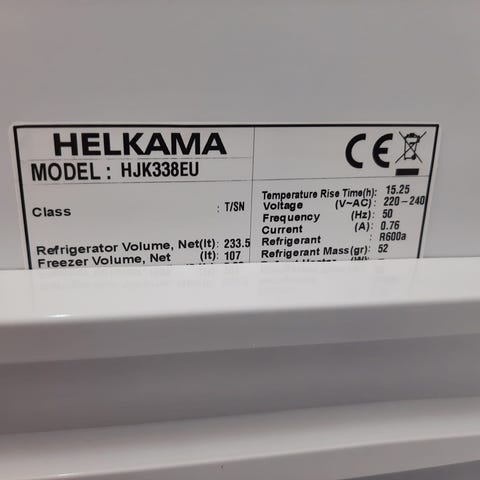 HELKAMA
MODEL : HJK338EU
Class : T/SN
Refrigerator Volume, Net(lt): 233.5
Freezer Volume, Net (lt): 107
CE
Temperature Rise Time(h): 15.25
Voltage (V~AC): 220-240
Frequency (Hz): 50
Current (A): 0.76
Refrigerant : R600a
Refrigerant Mass(gr): 52